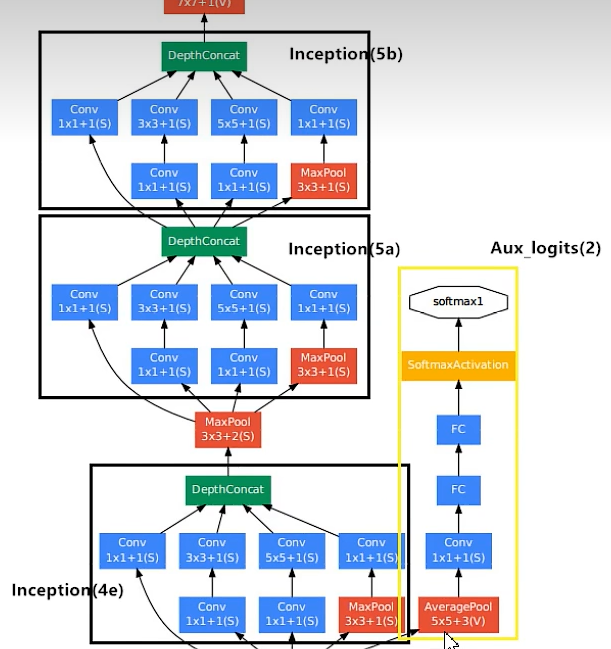 7x7+1(V)
DepthConcat
Inception(5b)
Conv
1x1+1(S)
Conv
3x3+1(S)
Conv
5x5+1(S)
Conv
1x1+1(S)
Conv
1x1+1(S)
Conv
1x1+1(S)
MaxPool
3x3+1(S)
DepthConcat
Inception(5a)
Conv
1x1+1(S)
Conv
3x3+1(S)
Conv
5x5+1(S)
Conv
1x1+1(S)
Conv
1x1+1(S)
Conv
1x1+1(S)
MaxPool
3x3+1(S)
MaxPool
3x3+2(S)
DepthConcat
Conv
1x1+1(S)
Conv
3x3+1(S)
Conv
5x5+1(S)
Conv
1x1+1(S)
Inception(4e)
Conv
1x1+1(S)
Conv
1x1+1(S)
MaxPool
3x3+1(S)
Aux_logits(2)
softmax1
SoftmaxActivation
FC
FC
Conv
1x1+1(S)
AveragePool
5x5+3(V)